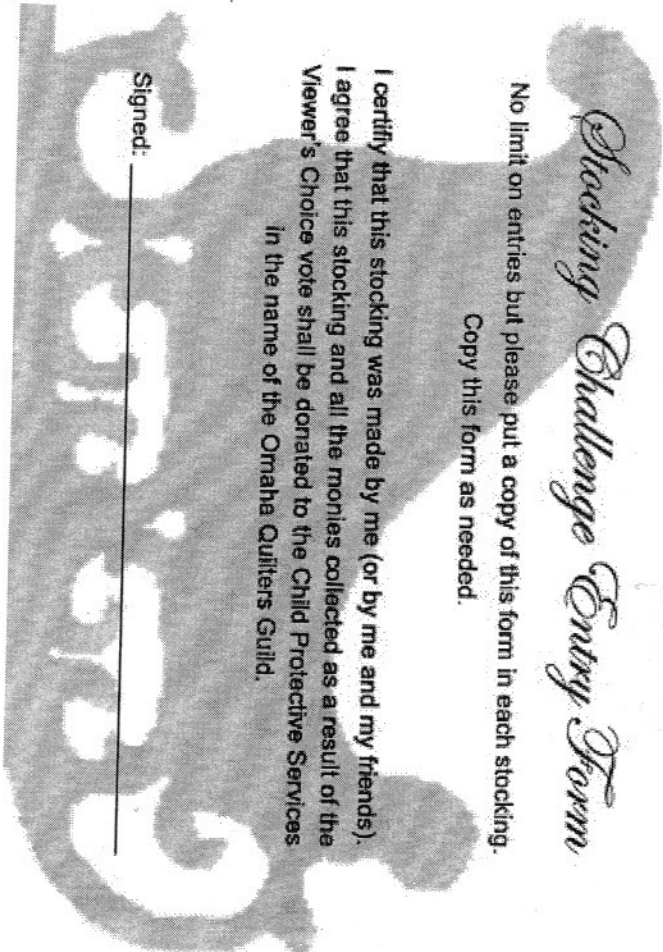 Stocking Challenge Entry Form
No limit on entries but please put a copy of this form in each stocking.
Copy this form as needed.
I certify that this stocking was made by me (or by me and my friends).
I agree that this stocking and all the monies collected as a result of the
Viewer's Choice vote shall be donated to the Child Protective Services
in the name of the Omaha Quilters Guild.
Signed: